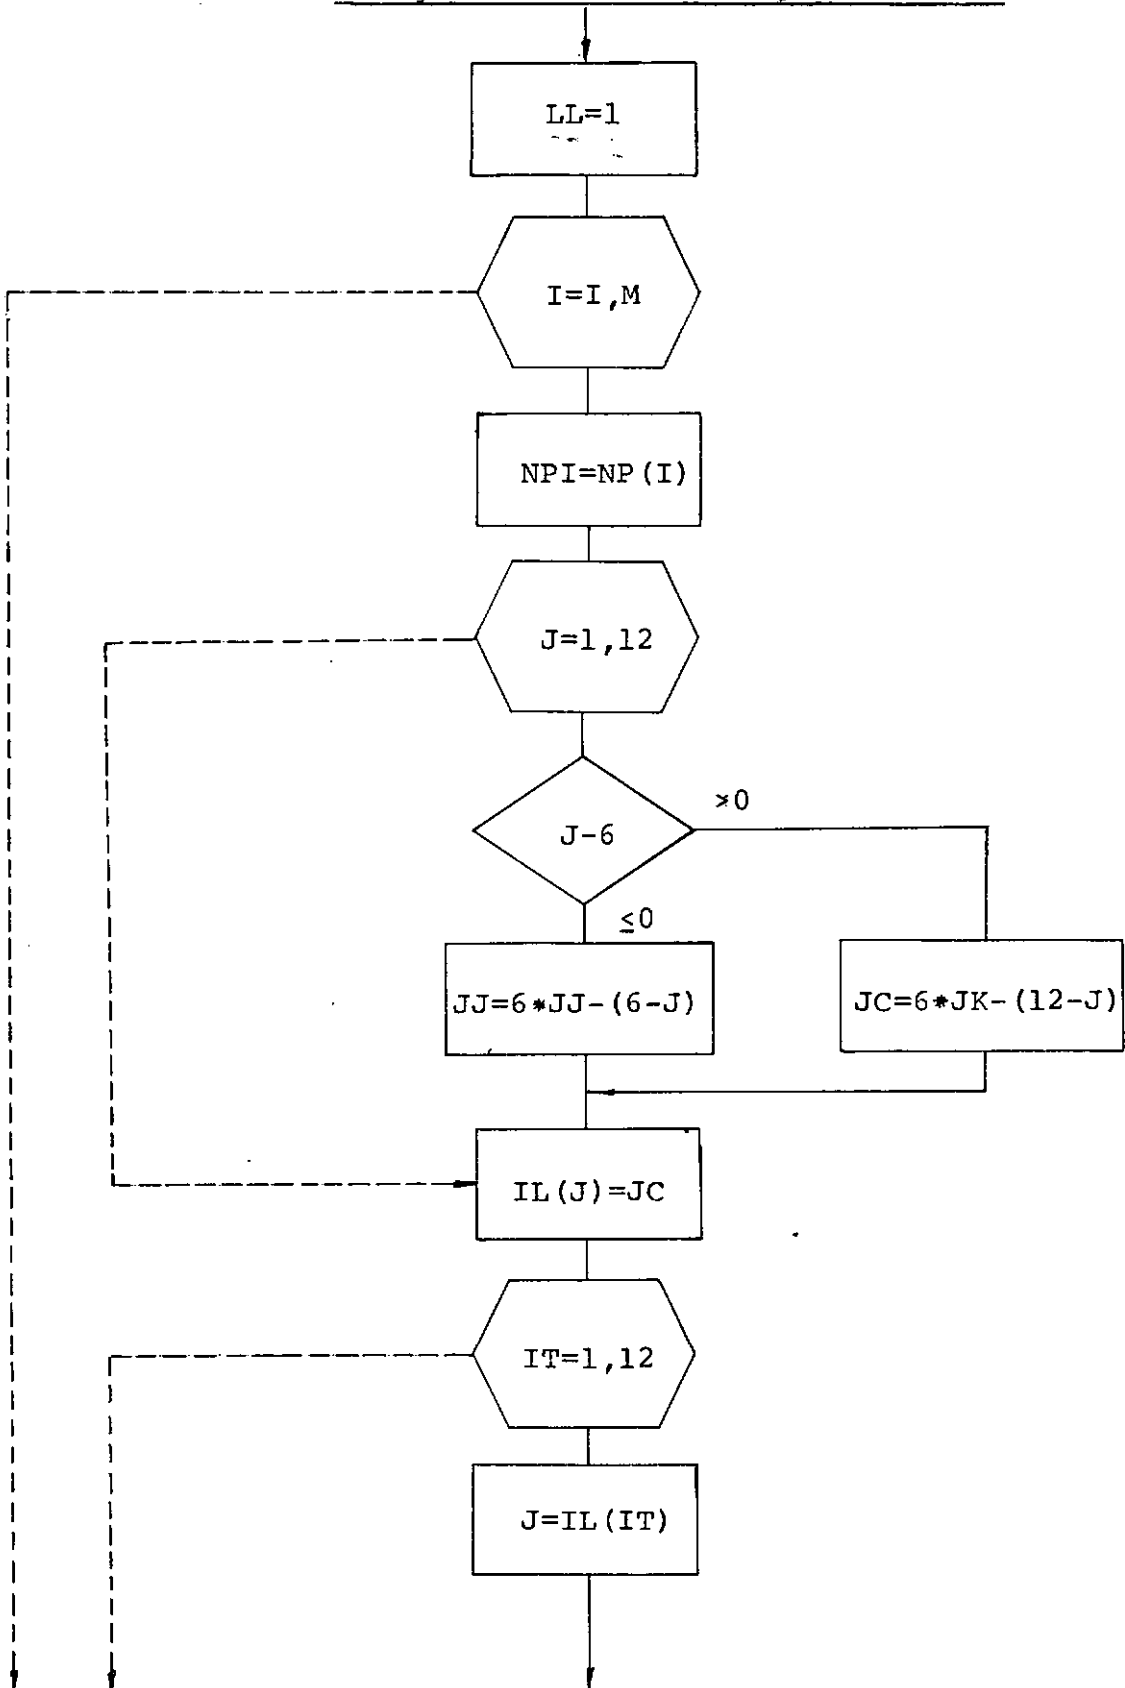 LL=1
I=I,M
NPI=NP(I)
J=1,12
J-6
>0
≤0
JJ=6*JJ-(6-J)
JC=6*JK-(12-J)
IL(J)=JC
IT=1,12
J=IL(IT)